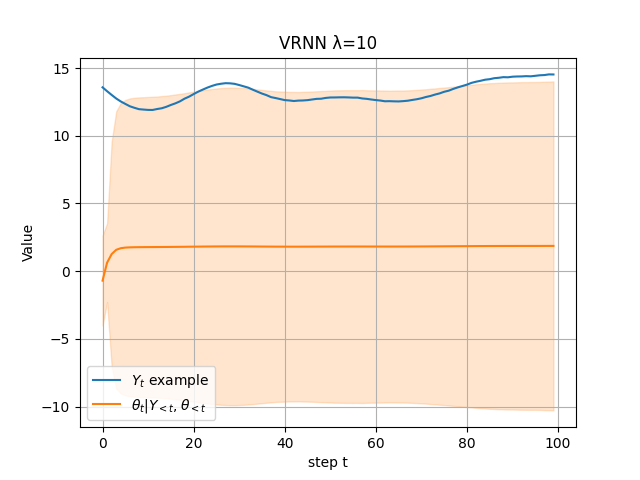 VRNN λ=10
Value
15
10
5
0
−5
−10
Y_t example
θ_t|Y_{<t}, θ_{<t}
0 20 40 60 80 100
step t